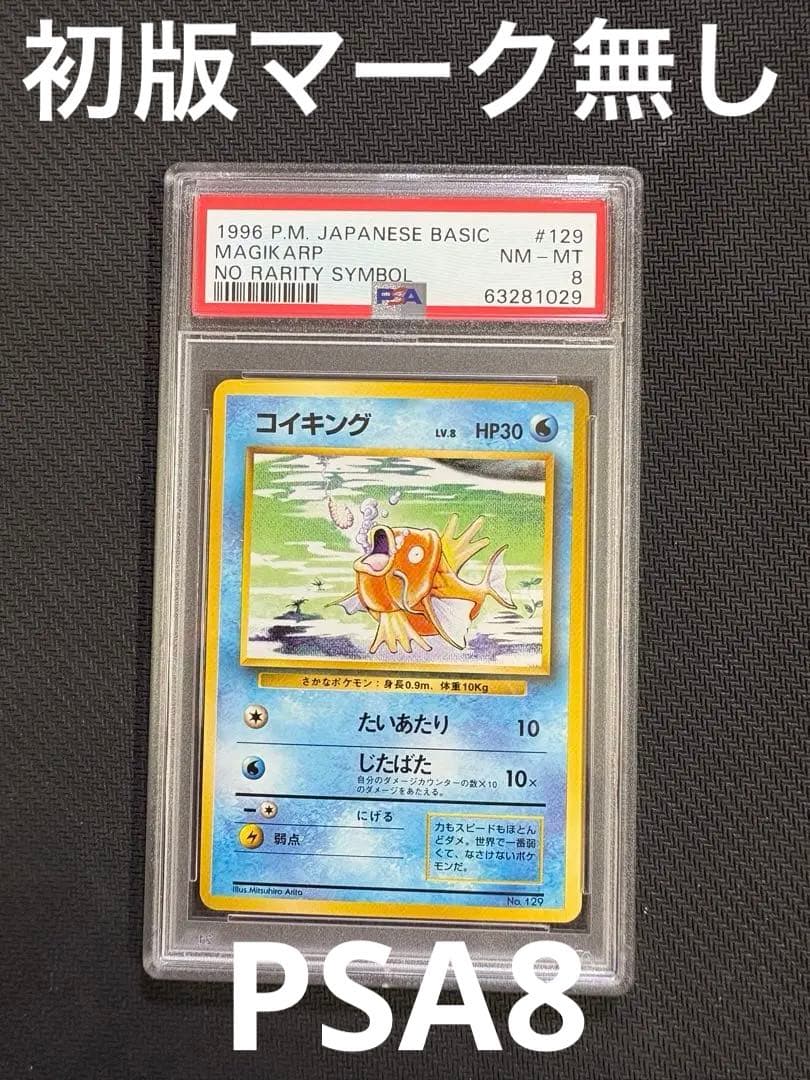 初版マーク無し
1996 P.M. JAPANESE BASIC #129
MAGIKARP NM-MT
NO RARITY SYMBOL 8
PSA 63281029
コイキング LV.8 HP30
さかなポケモン：身長0.9m、体重10Kg
たいあたり 10
じたばた 10×
自分のダメージカウンターの数×10
のダメージをあたえる。
ー にげる
弱点
力もスピードもほとん
どダメ。世界で一番弱
くて、なさけないポケ
モンだ。
Illus.Mitsuhiro Arita
No. 129
PSA8